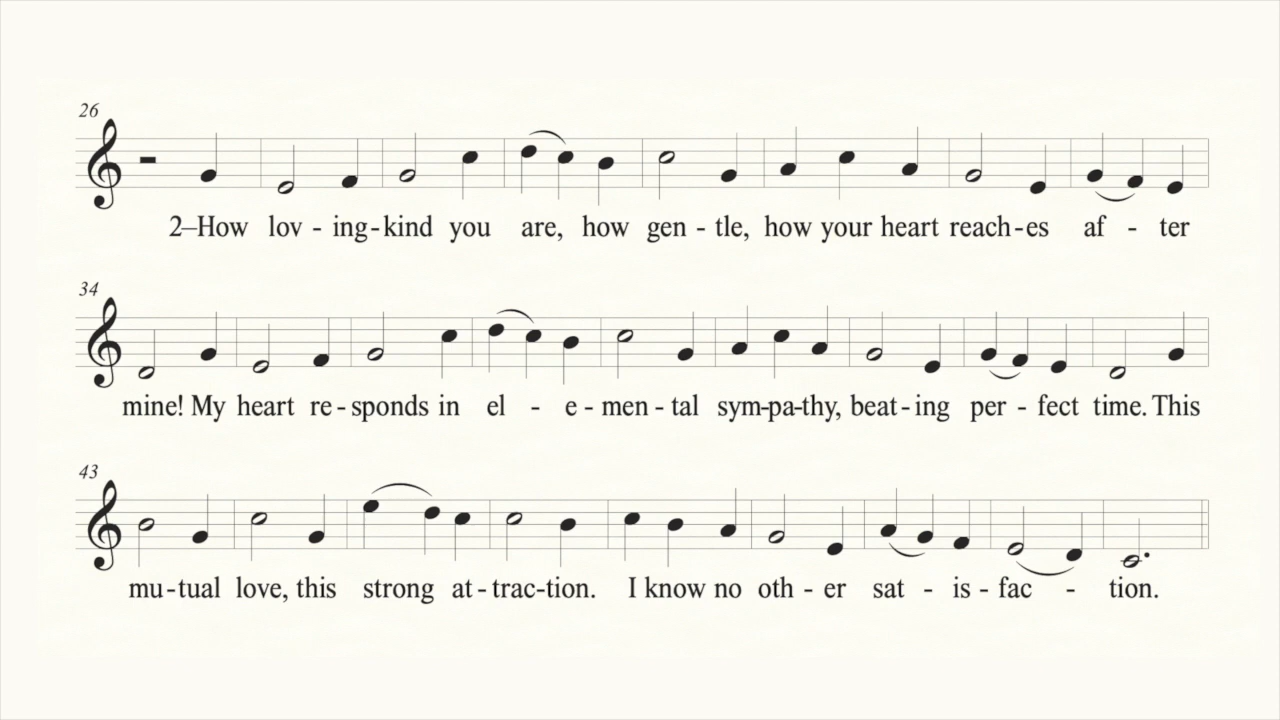 26
2–How lov - ing-kind you are, how gen - tle, how your heart reach-es af - ter
34
mine! My heart re-sponds in el - e-men-tal sym-pa-thy, beat-ing per - fect time. This
43
mu-tual love, this strong at-trac-tion. I know no oth - er sat - is-fac - tion.